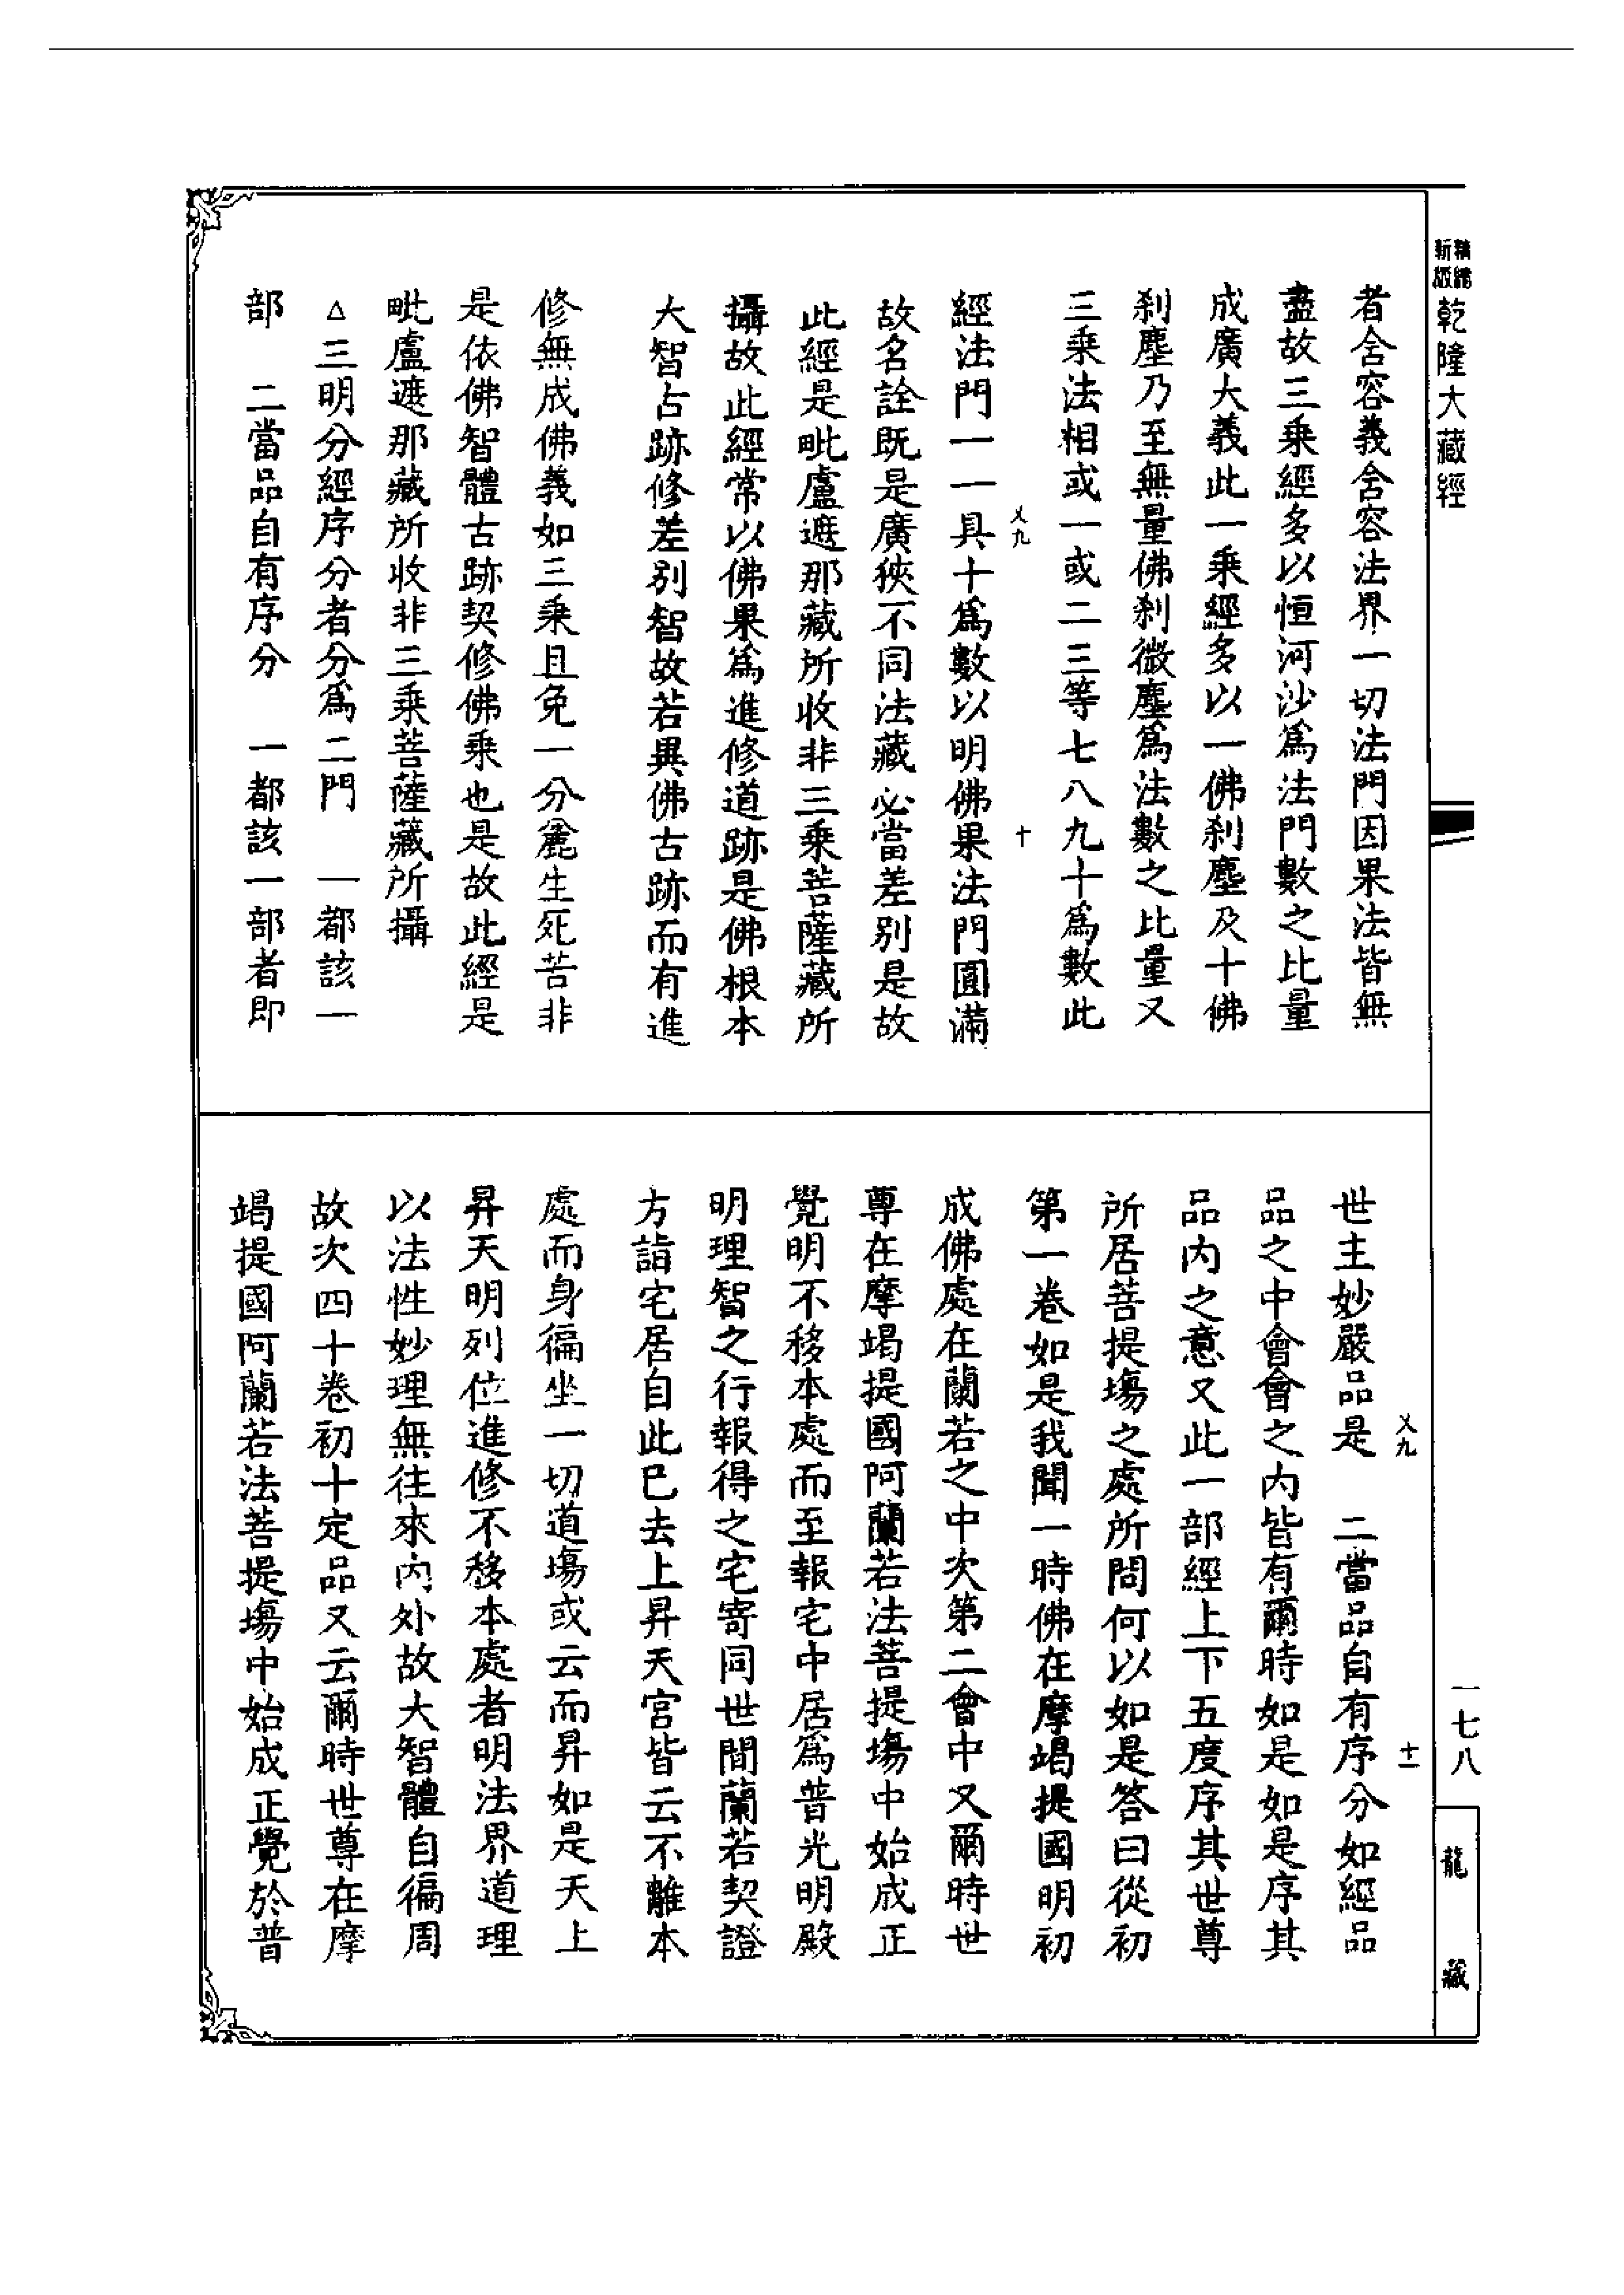 精縮
新版
乾隆大藏經
者含容義含容法界一切法門因果法皆無
盡故三乘經多以恒河沙爲法門數之比量
成廣大義此一乘經多以一佛刹塵及十佛
刹塵乃至無量佛刹微塵爲法數之比量又
三乘法相或一或二三等七八九十爲數此
㐅九
十
經法門一一具十爲數以明佛果法門圓滿
故名詮既是廣狹不同法藏必當差別是故
此經是毗盧遮那藏所收非三乘菩薩藏所
攝故此經常以佛果爲進修道跡是佛根本
大智占跡修差別智故若異佛古跡而有進
修無成佛義如三乘且免一分麁生死苦非
是依佛智體古跡契修佛乘也是故此經是
毗盧遮那藏所收非三乘菩薩藏所攝
△三明分經序分者分爲二門　一都該一
部　二當品自有序分　一都該一部者即
㐅九
十一
世主妙嚴品是　二當品自有序分如經品
品之中會會之內皆有爾時如是如是序其
品內之意又此一部經上下五度序其世尊
所居菩提場之處所問何以如是答曰從初
第一卷如是我聞一時佛在摩竭提國明初
成佛處在蘭若之中次第二會中又爾時世
尊在摩竭提國阿蘭若法菩提場中始成正
覺明不移本處而至報宅中居爲普光明殿
明理智之行報得之宅寄同世間蘭若契證
方詣宅居自此已去上昇天宮皆云不離本
處而身徧坐一切道場或云而昇如是天上
昇天明列位進修不移本處者明法界道理
以法性妙理無往來內外故大智體自徧周
故次四十卷初十定品又云爾時世尊在摩
竭提國阿蘭若法菩提場中始成正覺於普
一七八
龍藏